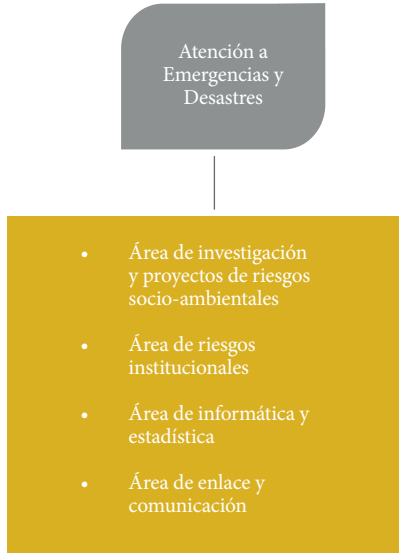 Atención a
Emergencias y
Desastres
• Área de investigación
y proyectos de riesgos
socio-ambientales
• Área de riesgos
institucionales
• Área de informática y
estadística
• Área de enlace y
comunicación